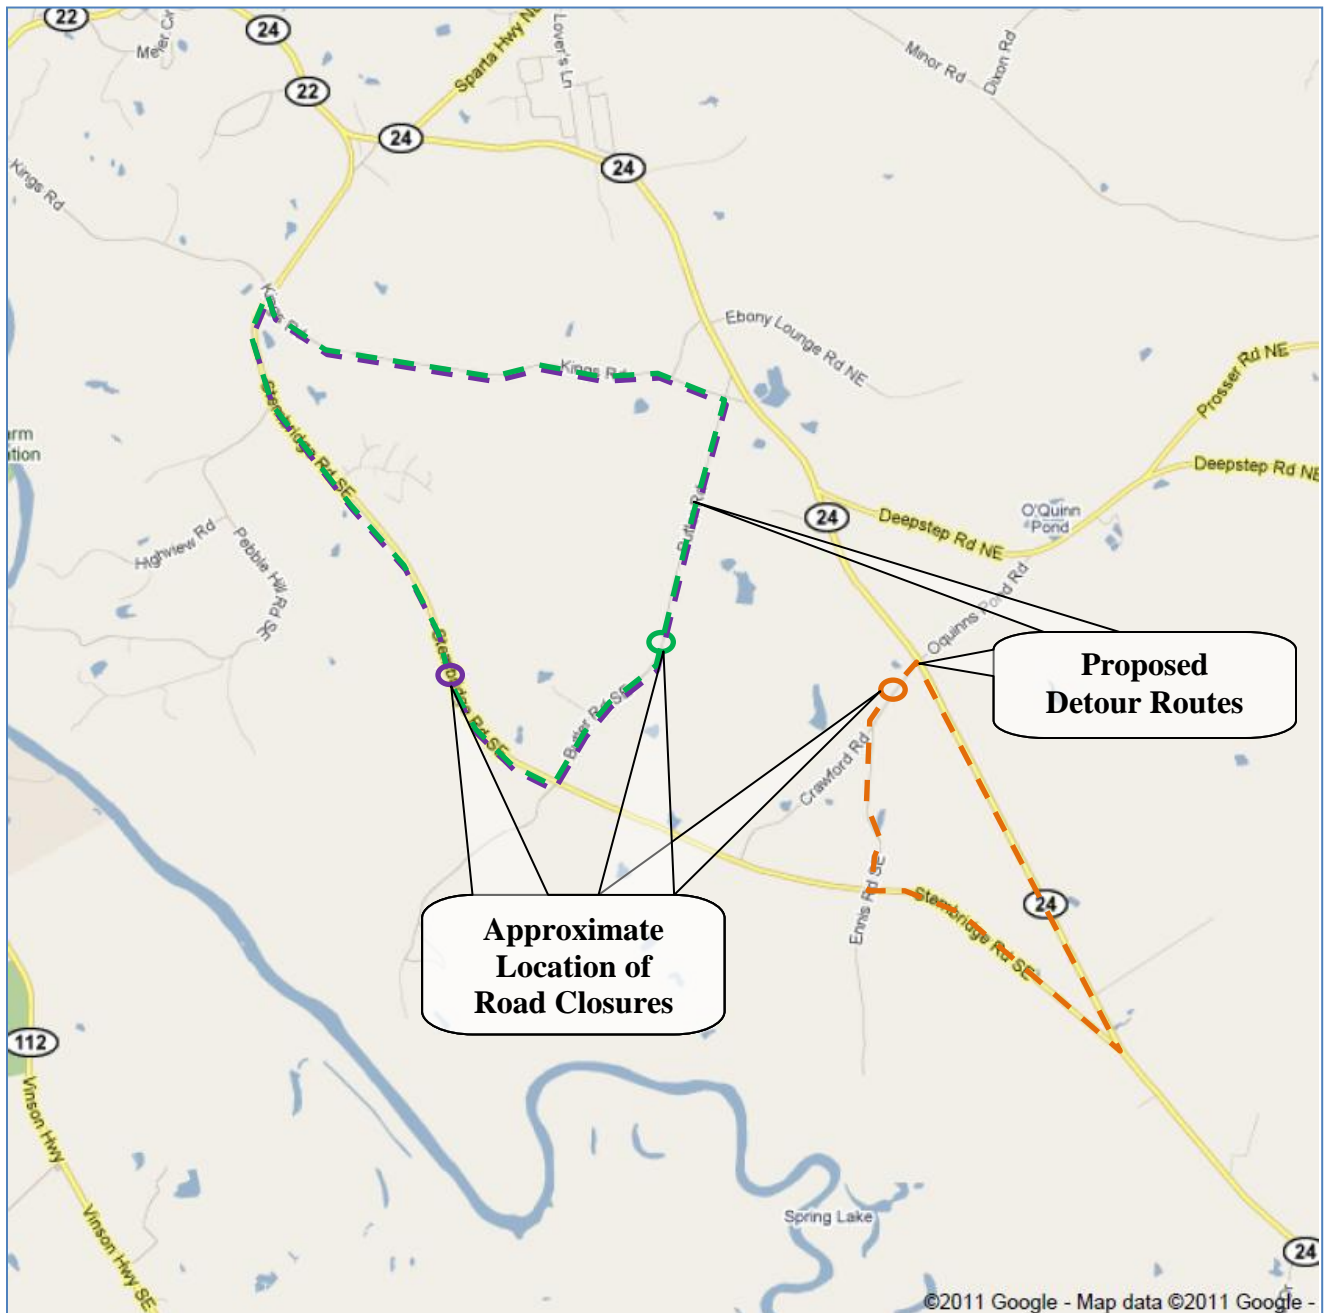 22
24
Meier Cir
22
Sparta Hwy NE
Lover's Ln
24
24
Minor Rd
Dixon Rd
Kings Rd
Kings Rd
Kings Rd
Ebony Lounge Rd NE
Prosser Rd NE
Deepstep Rd NE
Deepstep Rd NE
O'Quinn
Pond
24
Stembridge Rd SE
Highview Rd
Pebble Hill Rd SE
Oquinns Pond Rd
Proposed
Detour Routes
Stembridge Rd SE
Butler Rd SE
Crawford Rd
Ennis Rd SE
Stembridge Rd SE
24
Approximate
Location of
Road Closures
112
Vinson Hwy
Vinson Hwy SE
Spring Lake
24
©2011 Google - Map data ©2011 Google -